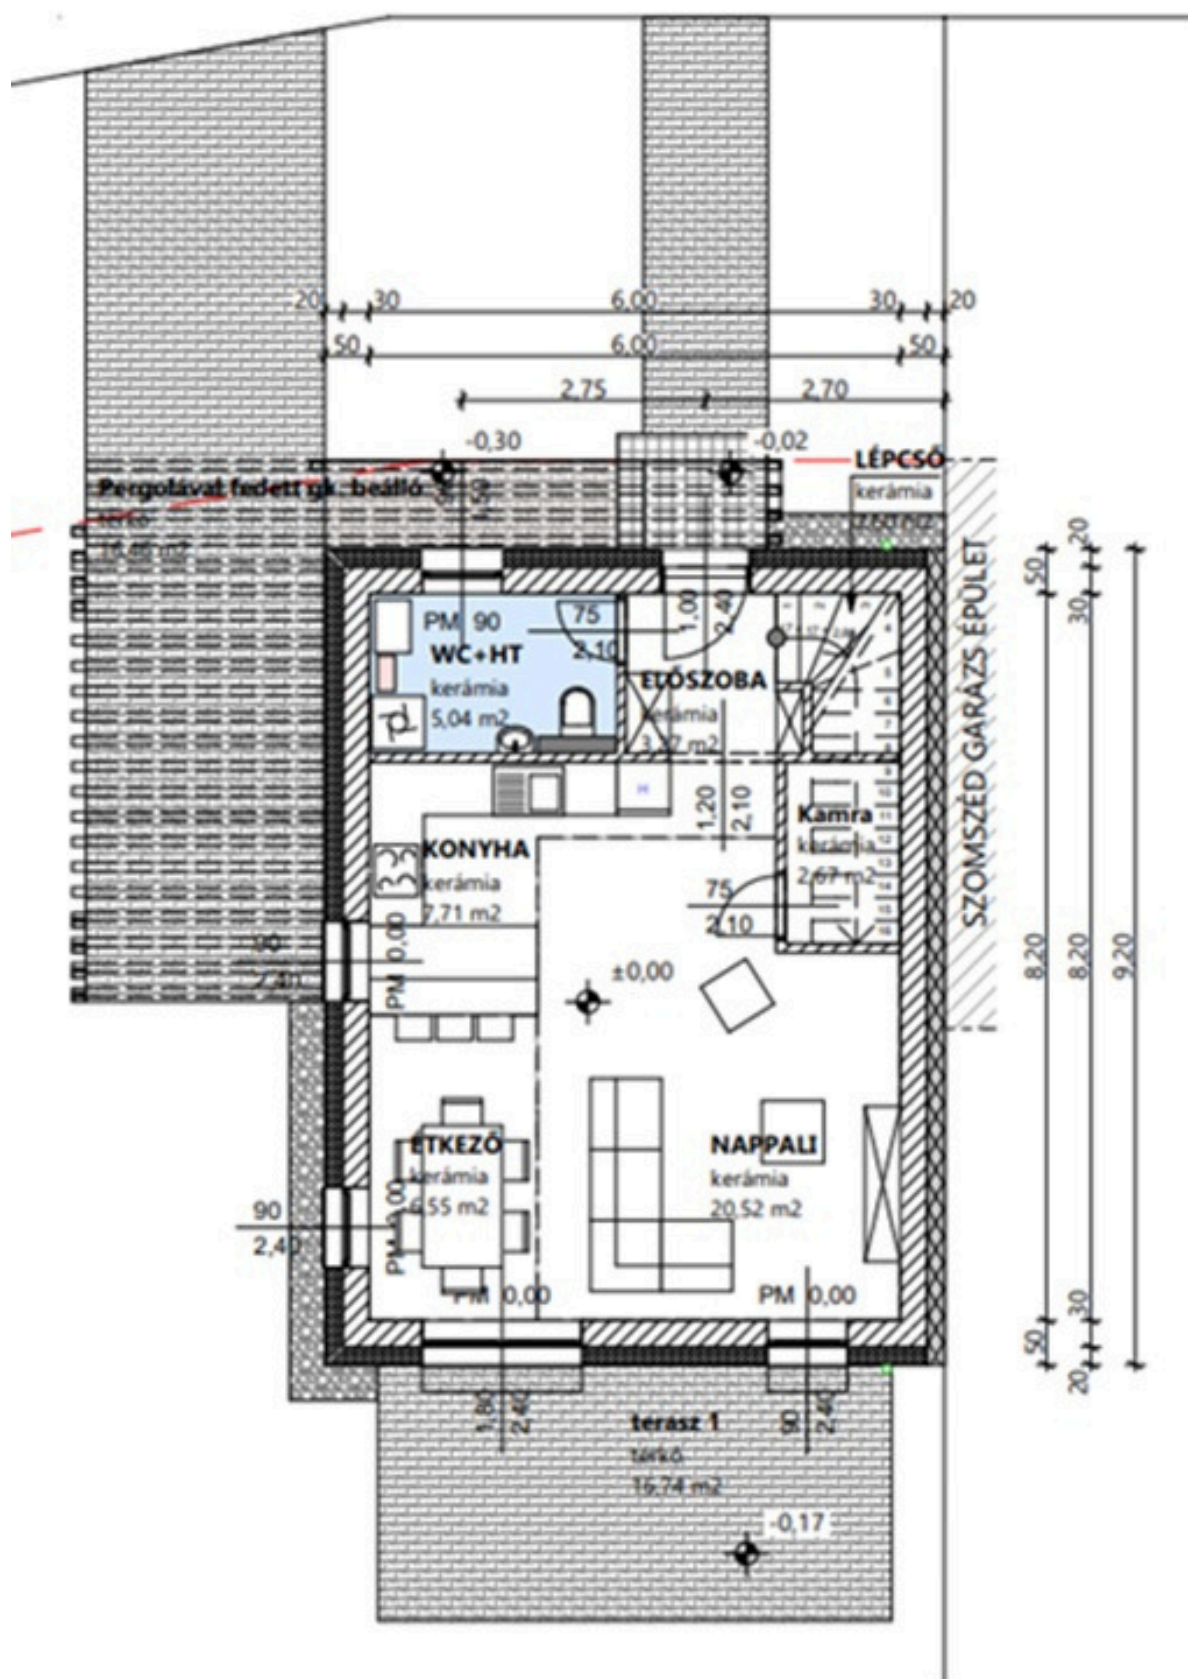 20 30 6,00 30 20
50 6,00 50
2,75 2,70
-0,30 -0,02
LÉPCSŐ
kerámia
Pergolával fedett gk. beálló
térkő
16,46 m2
20
50
30
SZOMSZÉD GARÁZS ÉPÜLET
PM 90
75
2,10
1,00
2,40
WC+HT
kerámia
5,04 m2
ELŐSZOBA
kerámia
H
1,20
2,10
Kamra
kerámia
2,67 m2
KONYHA
kerámia
7,71 m2
75
2,10
90
2,40
PM 0,00
±0,00
8,20
8,20
9,20
ÉTKEZŐ
kerámia
6,55 m2
NAPPALI
kerámia
20,52 m2
90
2,40
PM 0,00
PM 0,00
PM 0,00
30
50
20
1,80
2,40
90
2,40
terasz 1
térkő
16,74 m2
-0,17